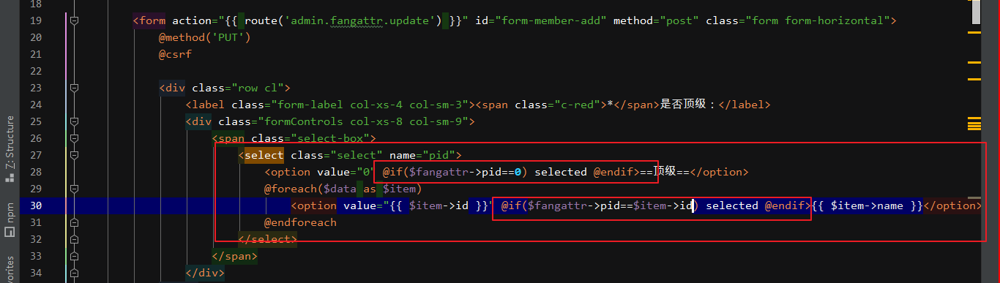 18
19 <form action="{{ route('admin.fangattr.update') }}" id="form-member-add" method="post" class="form form-horizontal">
20 @method('PUT')
21 @csrf
22
23 <div class="row cl">
24 <label class="form-label col-xs-4 col-sm-3"><span class="c-red">*</span>是否顶级：</label>
25 <div class="formControls col-xs-8 col-sm-9">
26 <span class="select-box">
27 <select class="select" name="pid">
28 <option value="0" @if($fangattr->pid==0) selected @endif>==顶级==</option>
29 @foreach($data as $item)
30 <option value="{{ $item->id }}" @if($fangattr->pid==$item->id) selected @endif>{{ $item->name }}</option>
31 @endforeach
32 </select>
33 </span>
34 </div>
Z: Structure
npm
vorites